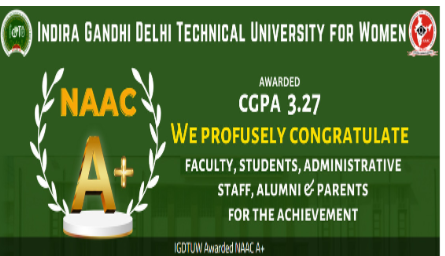 INDIRA GANDHI DELHI TECHNICAL UNIVERSITY FOR WOMEN
NAAC
A+
AWARDED
CGPA 3.27
WE PROFUSELY CONGRATULATE
FACULTY, STUDENTS, ADMINISTRATIVE
STAFF, ALUMNI & PARENTS
FOR THE ACHIEVEMENT
IGDTUW Awarded NAAC A+